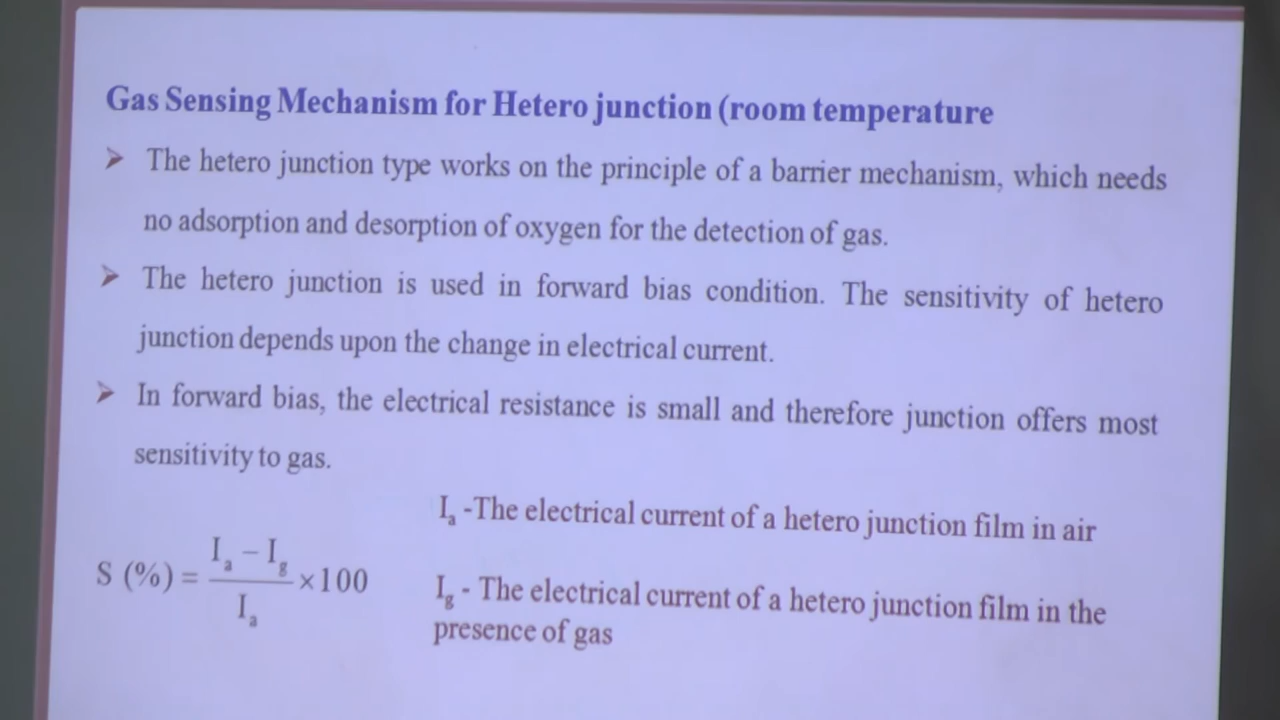 Gas Sensing Mechanism for Hetero junction (room temperature
➤ The hetero junction type works on the principle of a barrier mechanism, which needs
no adsorption and desorption of oxygen for the detection of gas.
➤ The hetero junction is used in forward bias condition. The sensitivity of hetero
junction depends upon the change in electrical current.
➤ In forward bias, the electrical resistance is small and therefore junction offers most
sensitivity to gas.
Iₐ -The electrical current of a hetero junction film in air
S (%) = (I_a – I_g) / I_a ×100
I_g - The electrical current of a hetero junction film in the
presence of gas